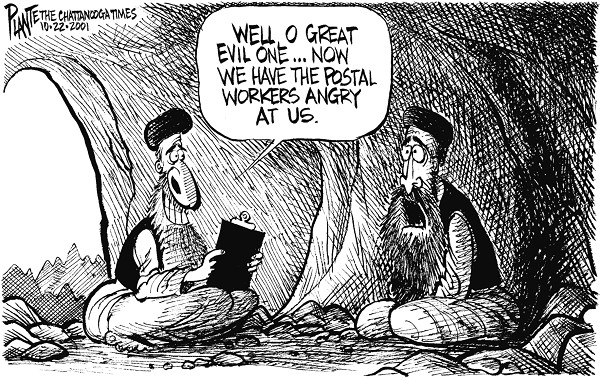 PLANTE THE CHATTANOOGA TIMES
10·22·2001
WELL O GREAT
EVIL ONE... NOW
WE HAVE THE POSTAL
WORKERS ANGRY
AT US.